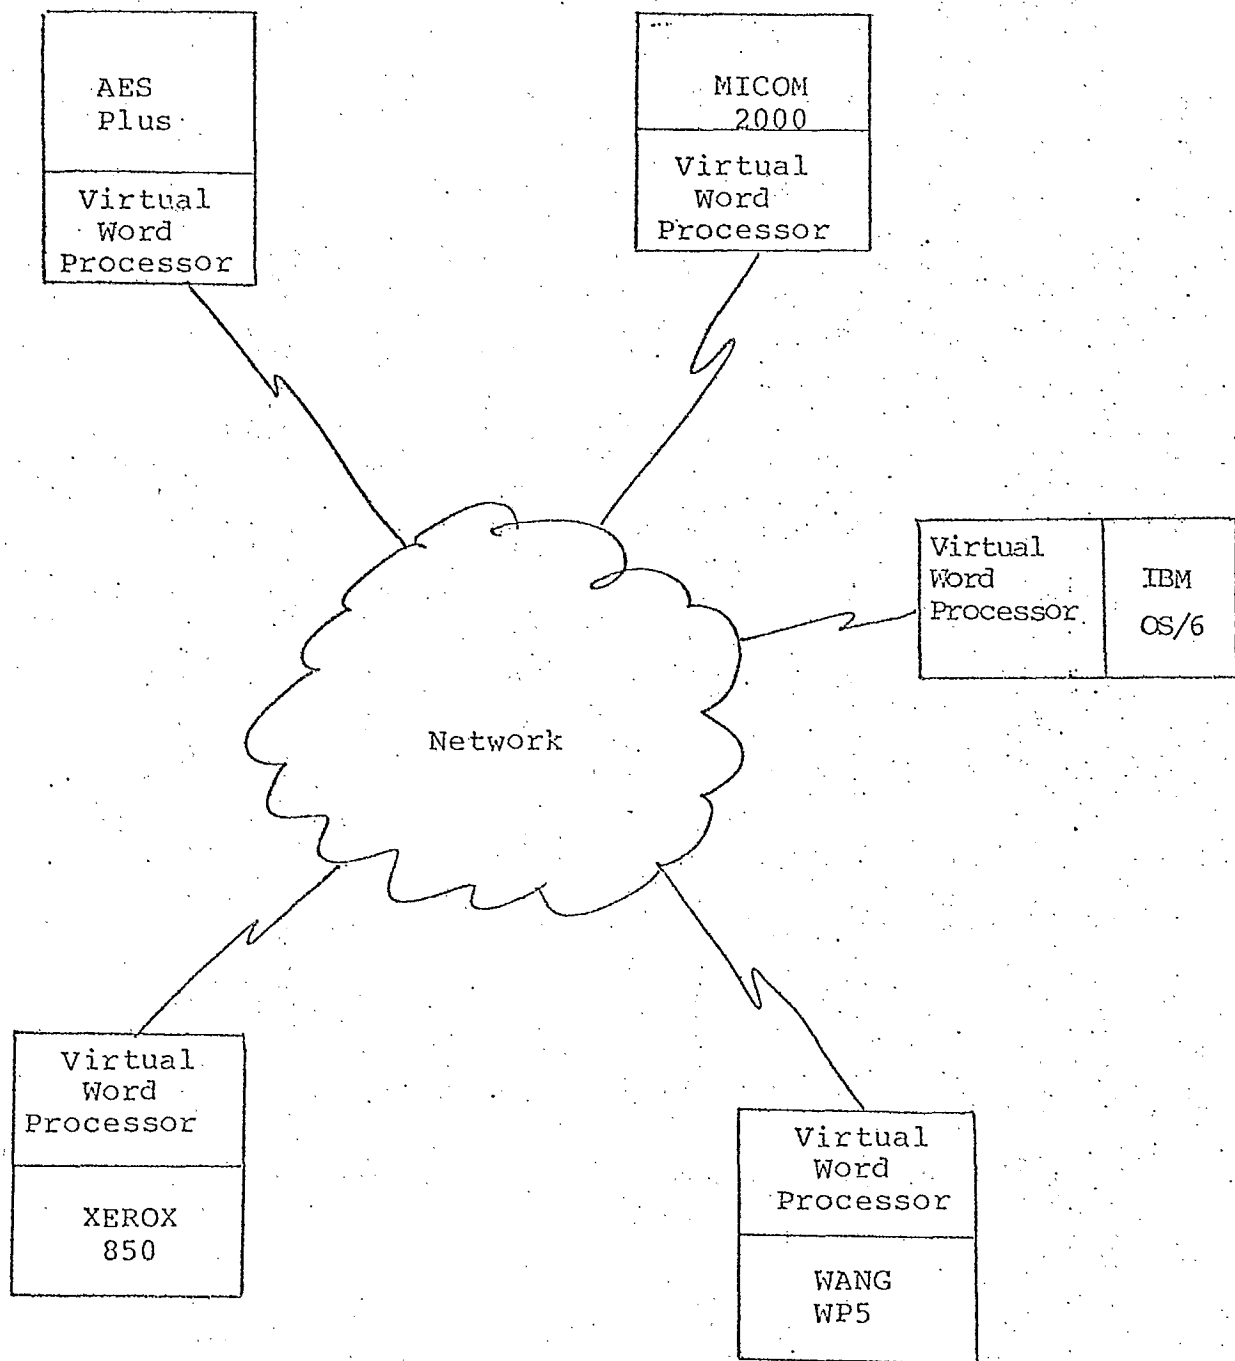 AES
Plus
Virtual
Word
Processor
MICOM
2000
Virtual
Word
Processor
Virtual
Word
Processor
IBM
OS/6
Network
Virtual
Word
Processor
XEROX
850
Virtual
Word
Processor
WANG
WP5